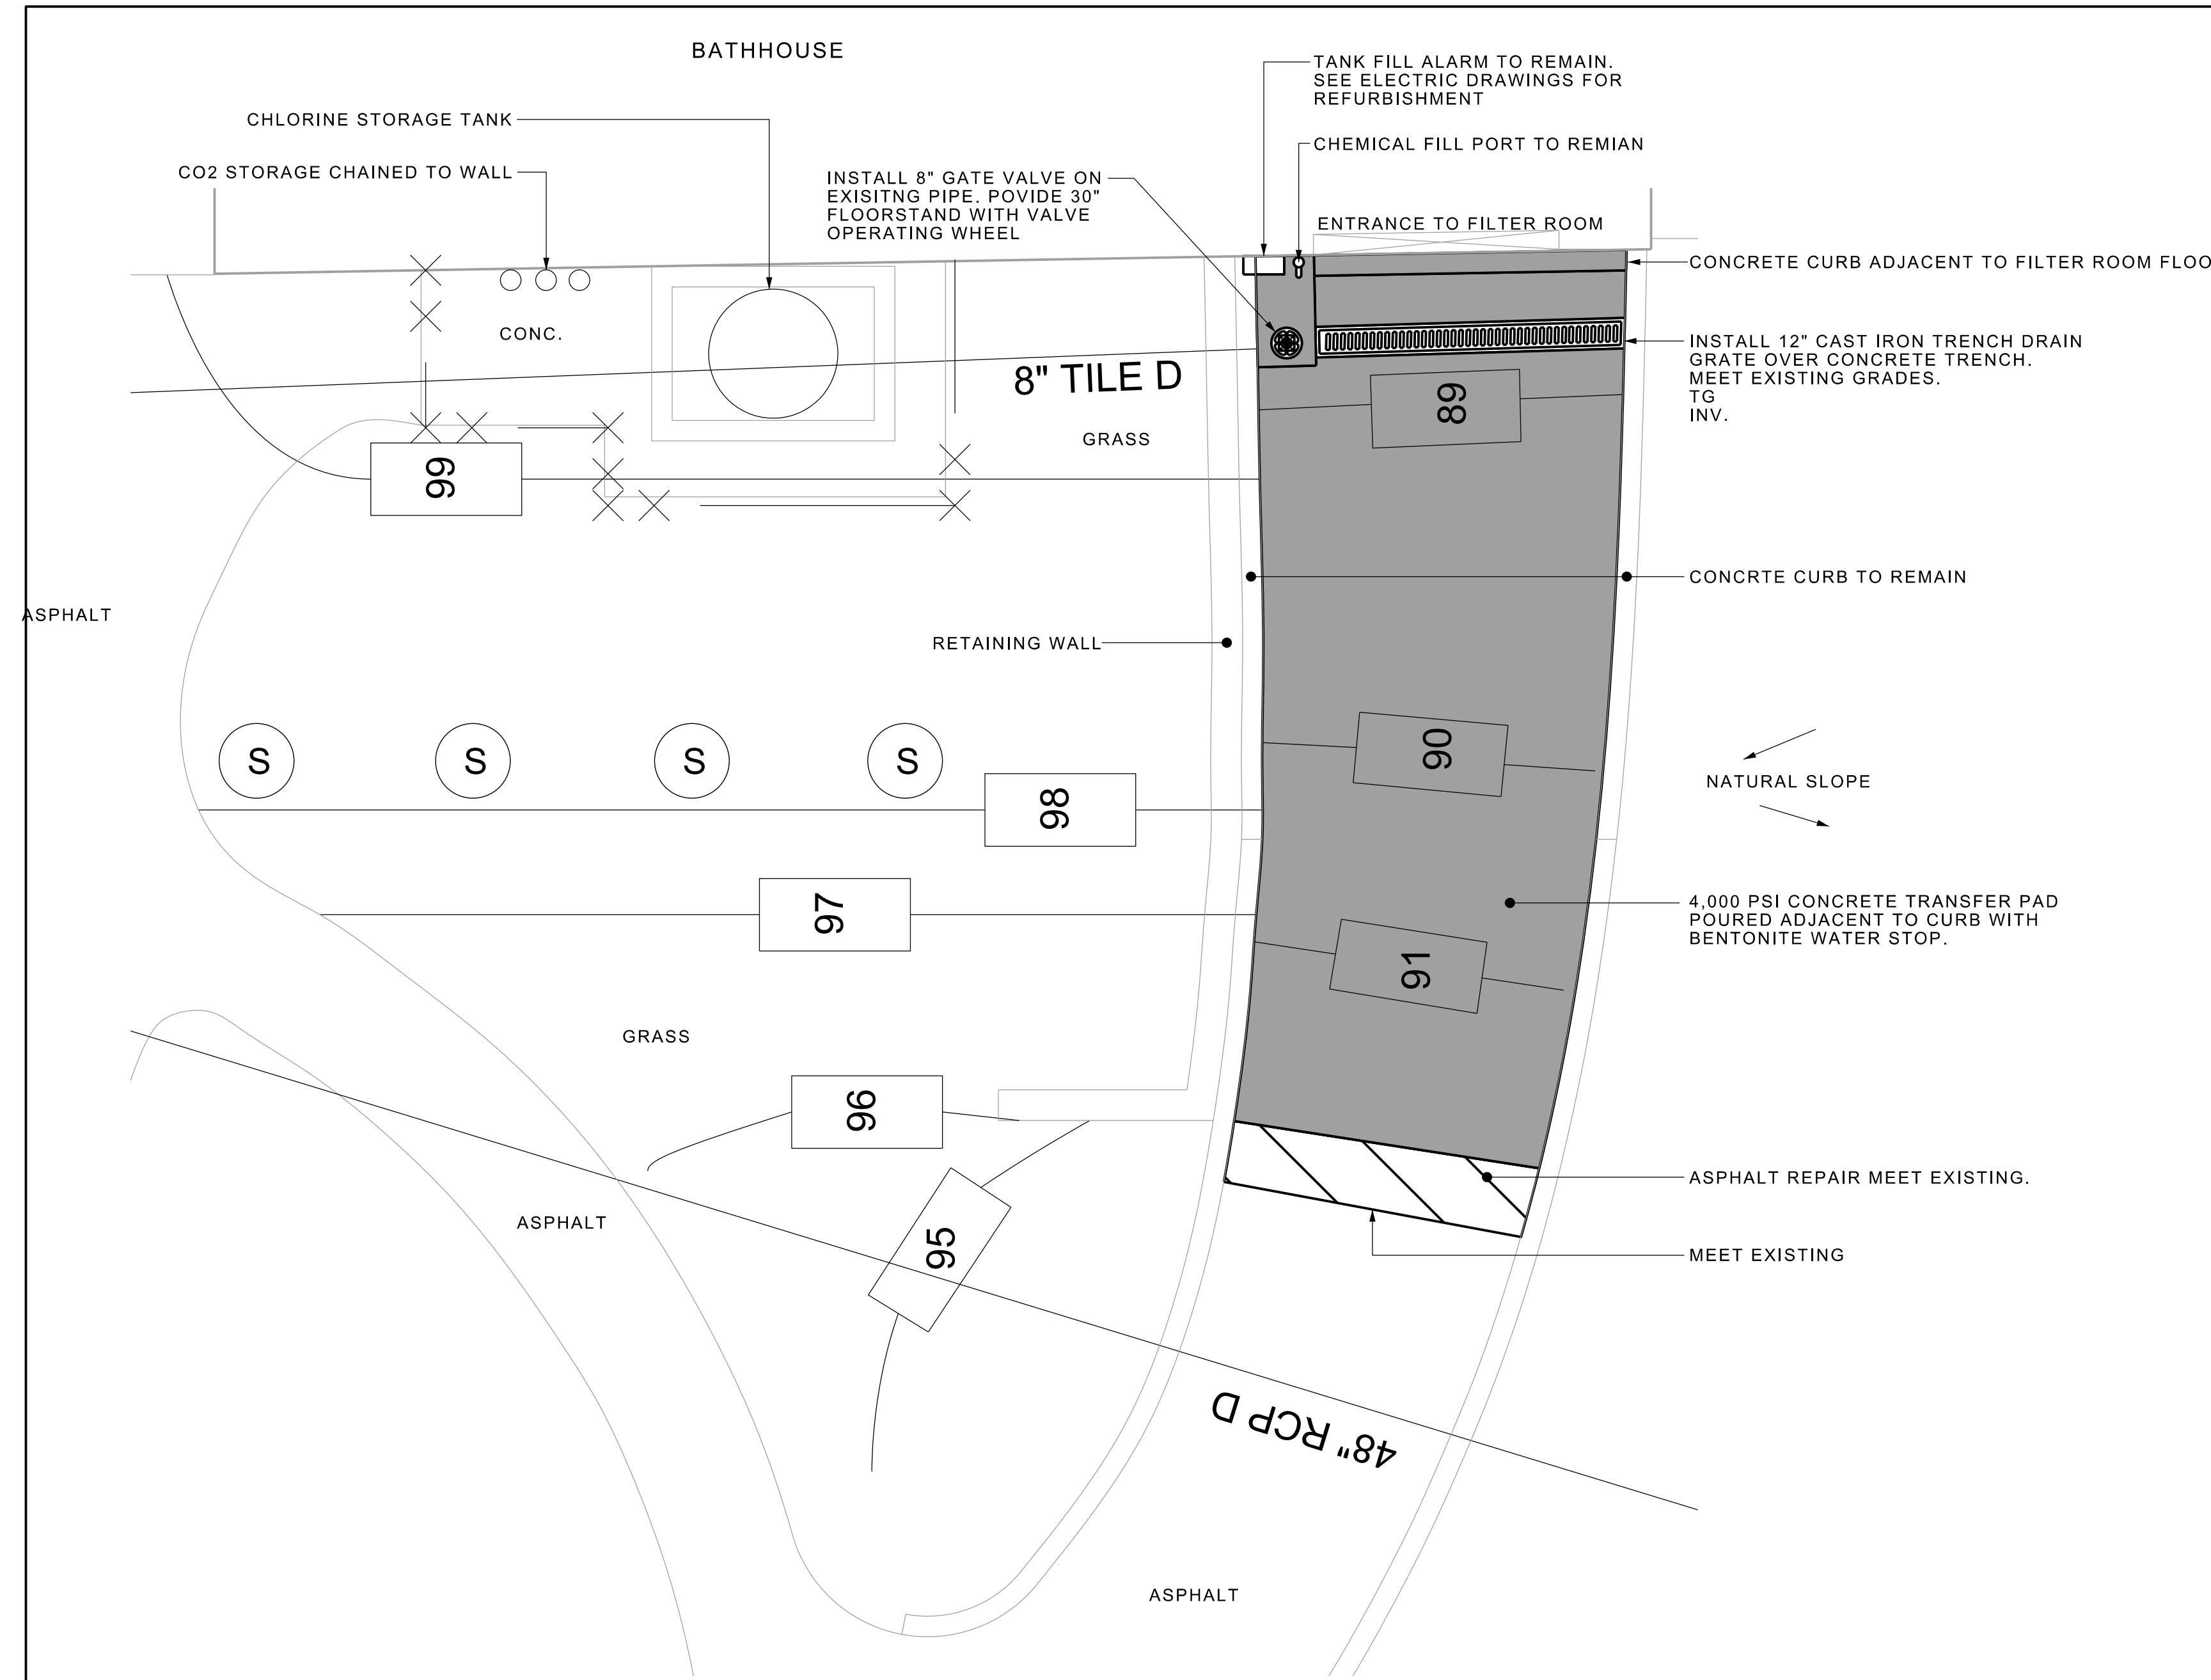 BATHHOUSE
TANK FILL ALARM TO REMAIN.
SEE ELECTRIC DRAWINGS FOR
REFURBISHMENT
CHLORINE STORAGE TANK
CHEMICAL FILL PORT TO REMIAN
CO2 STORAGE CHAINED TO WALL
INSTALL 8" GATE VALVE ON
EXISITNG PIPE. POVIDE 30"
FLOORSTAND WITH VALVE
OPERATING WHEEL
ENTRANCE TO FILTER ROOM
CONCRETE CURB ADJACENT TO FILTER ROOM FLOO
CONC.
INSTALL 12" CAST IRON TRENCH DRAIN
GRATE OVER CONCRETE TRENCH.
MEET EXISTING GRADES.
TG
INV.
8" TILE D
89
GRASS
99
CONCRTE CURB TO REMAIN
ASPHALT
RETAINING WALL
S S S S
90
NATURAL SLOPE
98
97
4,000 PSI CONCRETE TRANSFER PAD
POURED ADJACENT TO CURB WITH
BENTONITE WATER STOP.
91
GRASS
96
ASPHALT REPAIR MEET EXISTING.
ASPHALT
95
MEET EXISTING
48" RCP D
ASPHALT